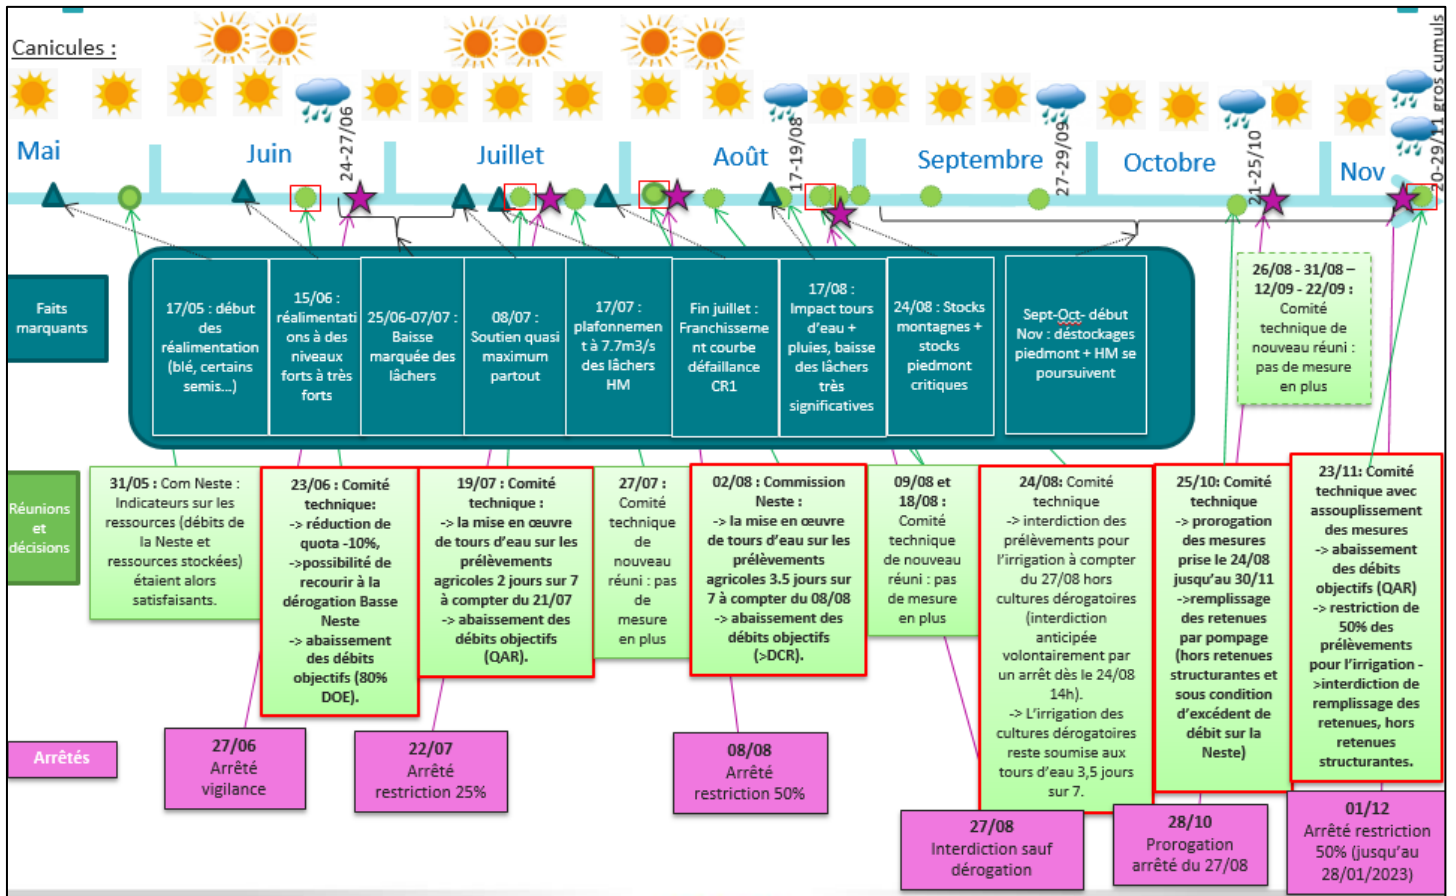 Canicules :
Mai
Juin
24-27/06
Juillet
Août
17-19/08
Septembre
27-29/09
Octobre
21-25/10
Nov
20-29/11 gros cumuls
Faits
marquants
17/05 : début
des
réalimentation
(blé, certains
semis...)
15/06 :
réalimentati
ons à des
niveaux
forts à très
forts
25/06-07/07 :
Baisse
marquée des
lâchers
08/07 :
Soutien quasi
maximum
partout
17/07 :
plafonnemen
t à 7.7m3/s
des lâchers
HM
Fin juillet :
Franchisseme
nt courbe
défaillance
CR1
17/08 :
Impact tours
d'eau +
pluies, baisse
des lâchers
très
significatives
24/08 : Stocks
montagnes +
stocks
piedmont
critiques
Sept-Oct- début
Nov : déstockages
piedmont + HM se
poursuivent
26/08 - 31/08 –
12/09 - 22/09 :
Comité
technique de
nouveau réuni :
pas de mesure
en plus
Réunions
et
décisions
31/05 : Com Neste :
Indicateurs sur les
ressources (débits de
la Neste et
ressources stockées)
étaient alors
satisfaisants.
23/06 : Comité
technique:
-> réduction de
quota -10%,
->possibilité de
recourir à la
dérogation Basse
Neste
-> abaissement
des débits
objectifs (80%
DOE).
19/07 : Comité
technique :
-> la mise en œuvre
de tours d'eau sur les
prélèvements
agricoles 2 jours sur 7
à compter du 21/07
-> abaissement des
débits objectifs
(QAR).
27/07 :
Comité
technique
de
nouveau
réuni : pas
de
mesure
en plus
02/08 : Commission
Neste :
-> la mise en œuvre
de tours d'eau sur les
prélèvements
agricoles 3.5 jours sur
7 à compter du 08/08
-> abaissement des
débits objectifs
(>DCR).
09/08 et
18/08 :
Comité
technique
de nouveau
réuni : pas
de mesure
en plus
24/08: Comité
technique
-> interdiction des
prélèvements pour
l'irrigation à compter
du 27/08 hors
cultures dérogatoires
(interdiction
anticipée
volontairement par
un arrêt dès le 24/08
14h).
-> L'irrigation des
cultures dérogatoires
reste soumise aux
tours d'eau 3,5 jours
sur 7.
25/10: Comité
technique
-> prorogation
des mesures
prise le 24/08
jusqu'au 30/11
->remplissage
des retenues
par pompage
(hors retenues
structurantes et
sous condition
d'excédent de
débit sur la
Neste)
23/11: Comité
technique avec
assouplissement
des mesures
-> abaissement
des débits
objectifs (QAR)
-> restriction de
50% des
prélèvements
pour l'irrigation -
>interdiction de
remplissage des
retenues, hors
retenues
structurantes.
Arrêtés
27/06
Arrêté
vigilance
22/07
Arrêté
restriction 25%
08/08
Arrêté
restriction 50%
27/08
Interdiction sauf
dérogation
28/10
Prorogation
arrêté du 27/08
01/12
Arrêté restriction
50% (jusqu'au
28/01/2023)